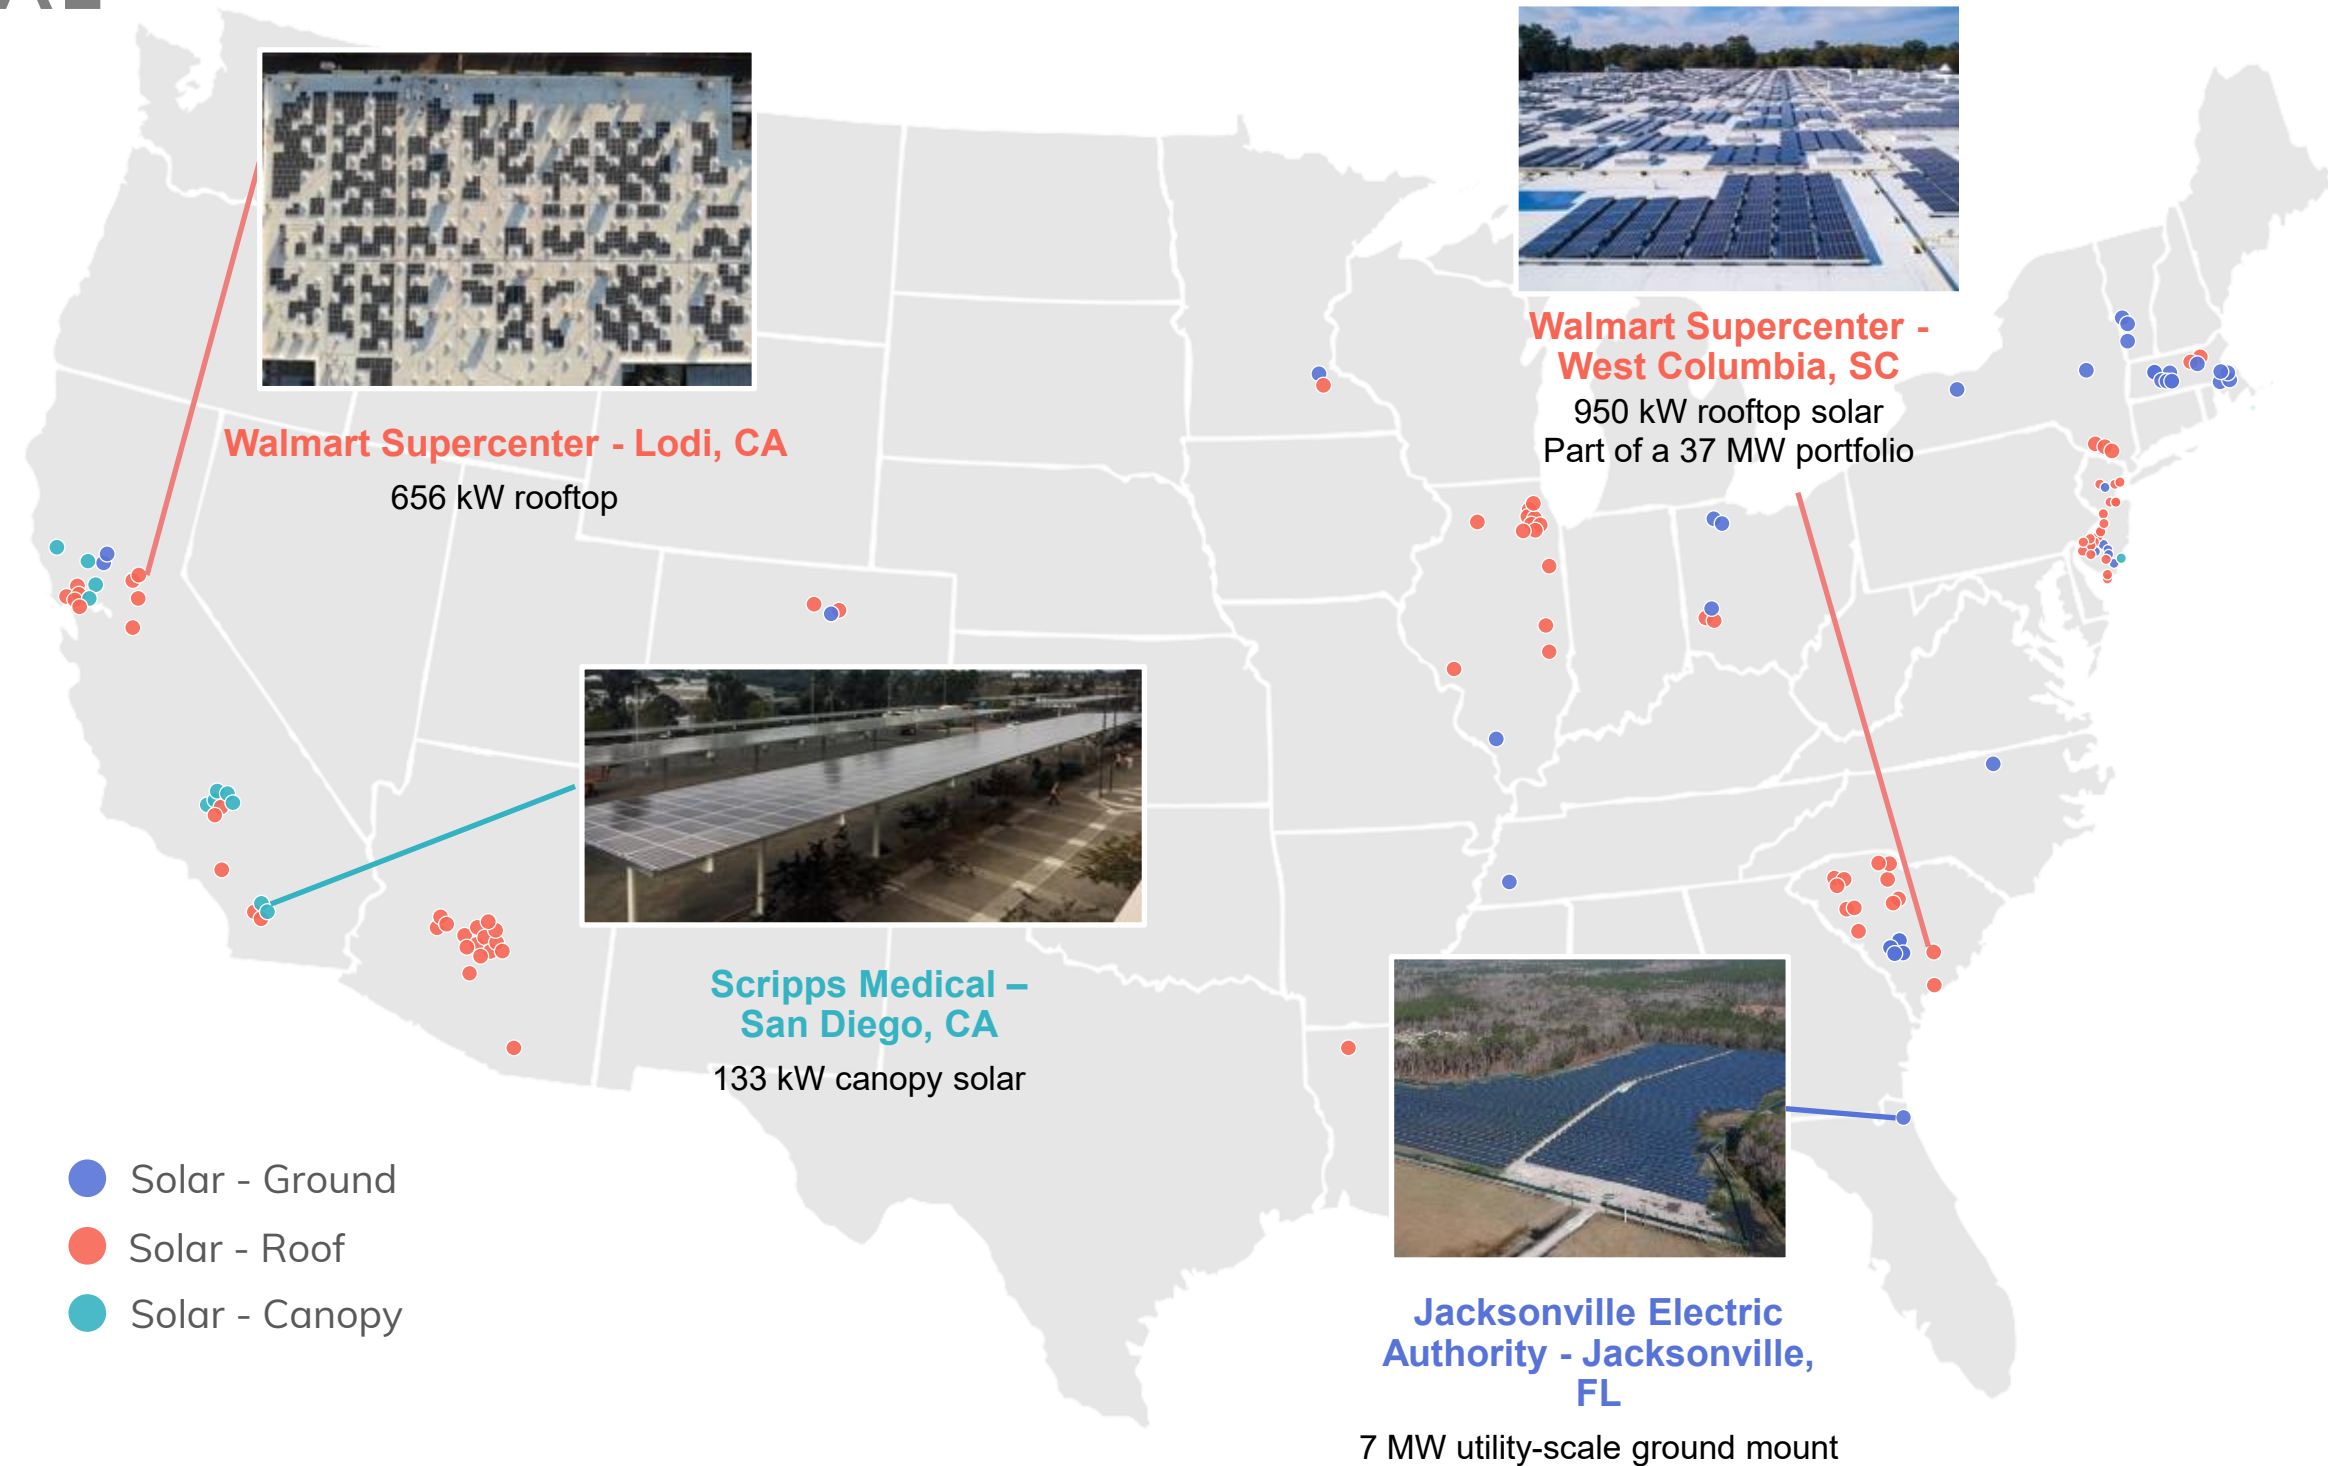 Walmart Supercenter - Lodi, CA
656 kW rooftop
Walmart Supercenter -
West Columbia, SC
950 kW rooftop solar
Part of a 37 MW portfolio
Scripps Medical –
San Diego, CA
133 kW canopy solar
Jacksonville Electric
Authority - Jacksonville,
FL
7 MW utility-scale ground mount
Solar - Ground
Solar - Roof
Solar - Canopy